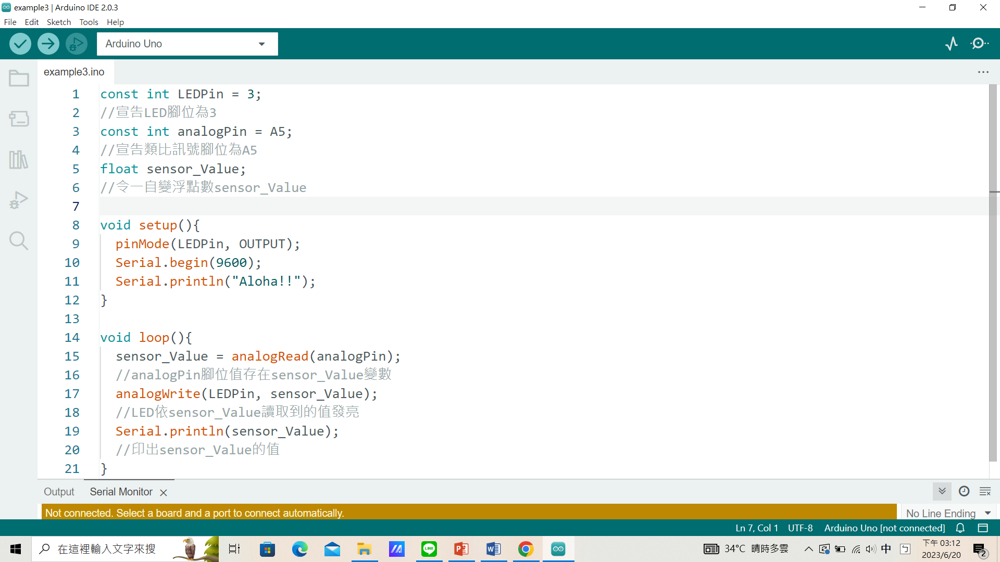 example3 | Arduino IDE 2.0.3
File Edit Sketch Tools Help
Arduino Uno
example3.ino
1 const int LEDPin = 3;
2 //宣告LED腳位為3
3 const int analogPin = A5;
4 //宣告類比訊號腳位為A5
5 float sensor_Value;
6 //令一自變浮點數sensor_Value
7
8 void setup(){
9 pinMode(LEDPin, OUTPUT);
10 Serial.begin(9600);
11 Serial.println("Aloha!!");
12 }
13
14 void loop(){
15 sensor_Value = analogRead(analogPin);
16 //analogPin腳位值存在sensor_Value變數
17 analogWrite(LEDPin, sensor_Value);
18 //LED依sensor_Value讀取到的值發亮
19 Serial.println(sensor_Value);
20 //印出sensor_Value的值
21 }
Output Serial Monitor
Not connected. Select a board and a port to connect automatically. No Line Ending
Ln 7, Col 1 UTF-8 Arduino Uno [not connected]
在這裡輸入文字來搜 LINE P W 34°C 晴時多雲 中 ㄅ 下午 03:12
2023/6/20 2